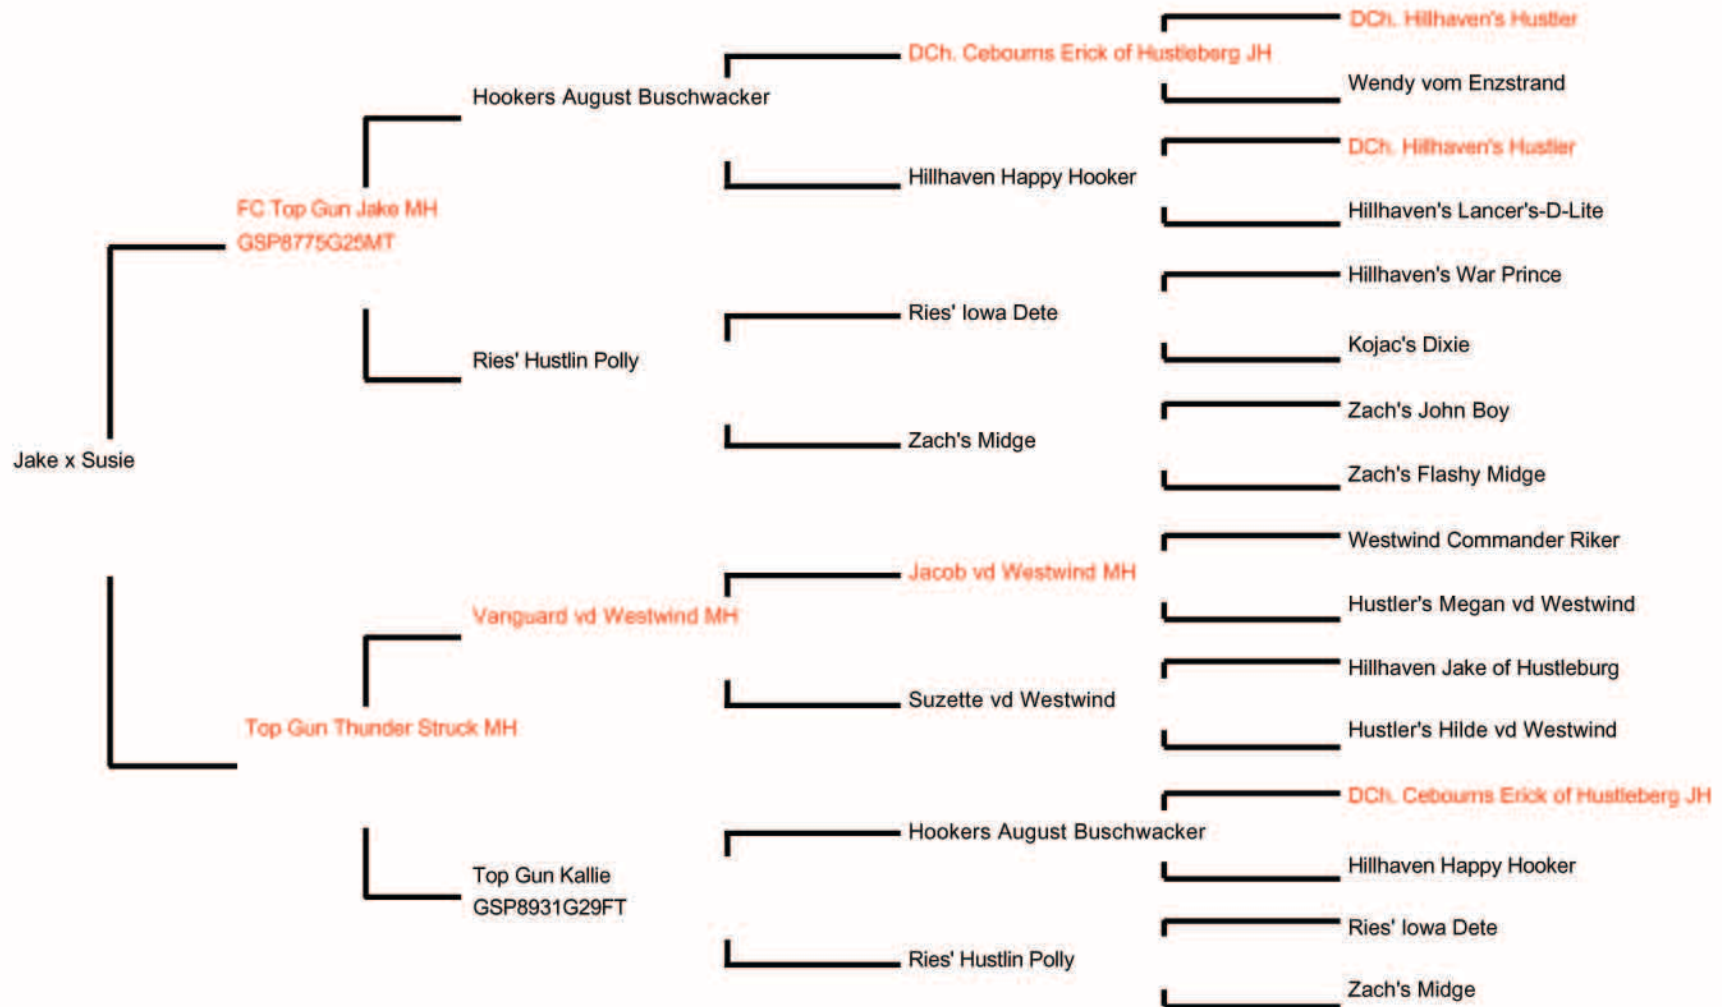 DCh. Hillhaven's Hustler
DCh. Cebourns Erick of Hustleberg JH
Wendy vom Enzstrand
Hookers August Buschwacker
DCh. Hillhaven's Hustler
Hillhaven Happy Hooker
Hillhaven's Lancer's-D-Lite
FC Top Gun Jake MH
GSP8775G25MT
Hillhaven's War Prince
Ries' Iowa Dete
Kojac's Dixie
Ries' Hustlin Polly
Zach's John Boy
Zach's Midge
Zach's Flashy Midge
Jake x Susie
Westwind Commander Riker
Jacob vd Westwind MH
Hustler's Megan vd Westwind
Vanguard vd Westwind MH
Hillhaven Jake of Hustleburg
Suzette vd Westwind
Hustler's Hilde vd Westwind
Top Gun Thunder Struck MH
DCh. Cebourns Erick of Hustleberg JH
Hookers August Buschwacker
Hillhaven Happy Hooker
Top Gun Kallie
GSP8931G29FT
Ries' Iowa Dete
Ries' Hustlin Polly
Zach's Midge